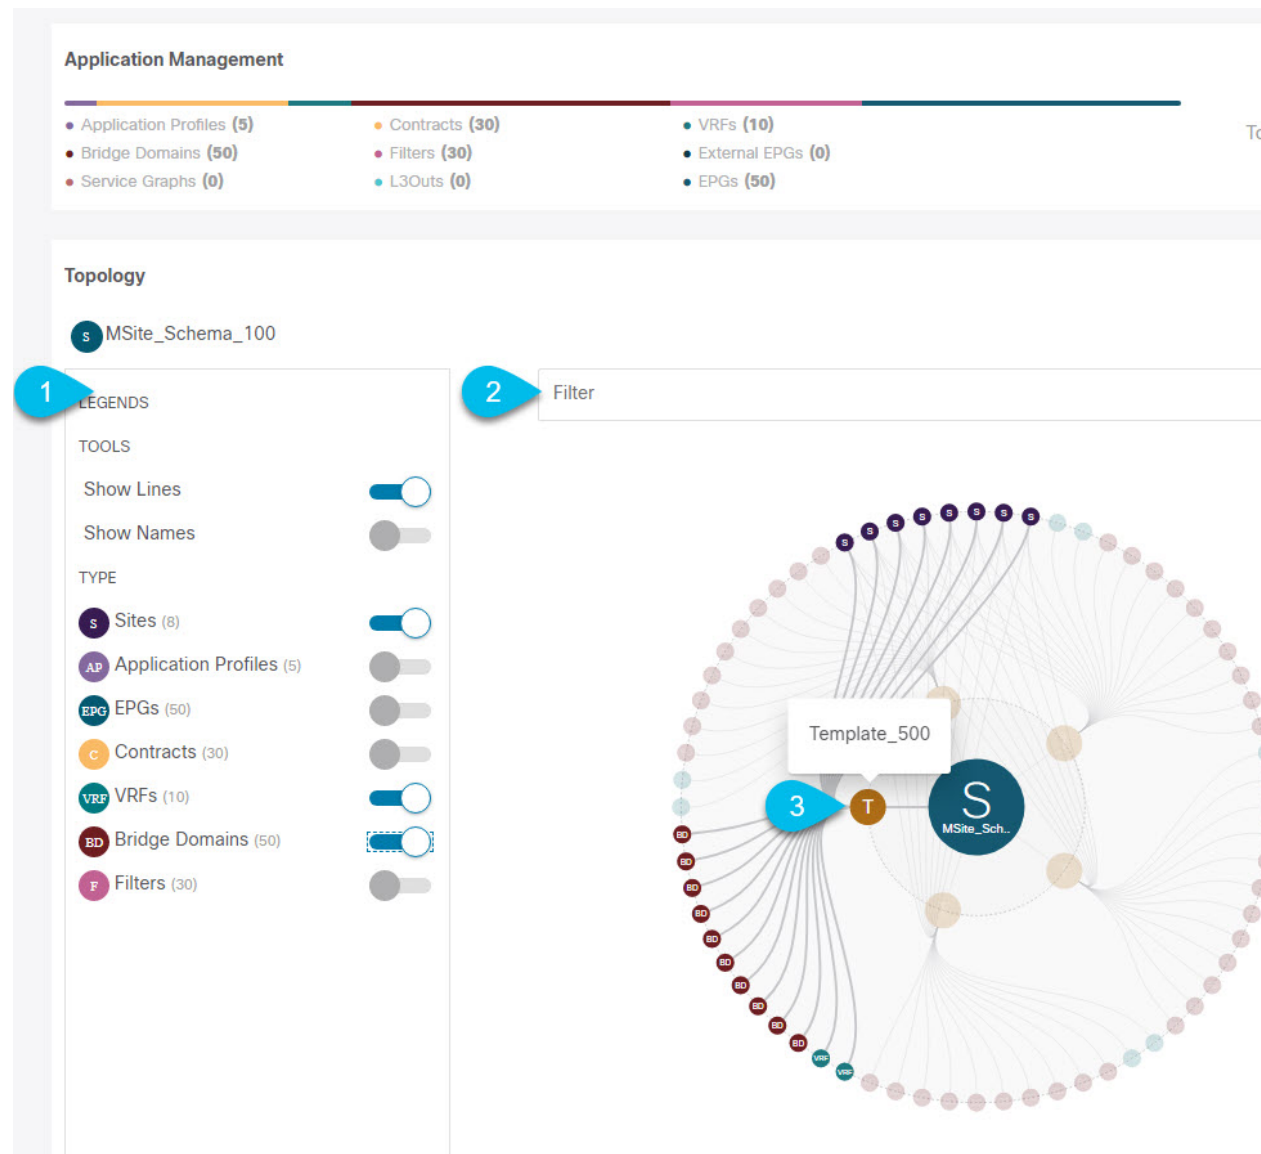 Application Management
Application Profiles (5)
Contracts (30)
VRFs (10)
To
Bridge Domains (50)
Filters (30)
External EPGs (0)
Service Graphs (0)
L3Outs (0)
EPGs (50)
Topology
S MSite_Schema_100
1
LEGENDS
2
Filter
TOOLS
Show Lines
Show Names
TYPE
S Sites (8)
AP Application Profiles (5)
EPG EPGs (50)
C Contracts (30)
VRF VRFs (10)
BD Bridge Domains (50)
F Filters (30)
S S S S S S S S
Template_500
3
T
S
MSite_Sch..
BD
BD
BD
BD
BD
BD
BD
BD
BD
BD
VRF
VRF